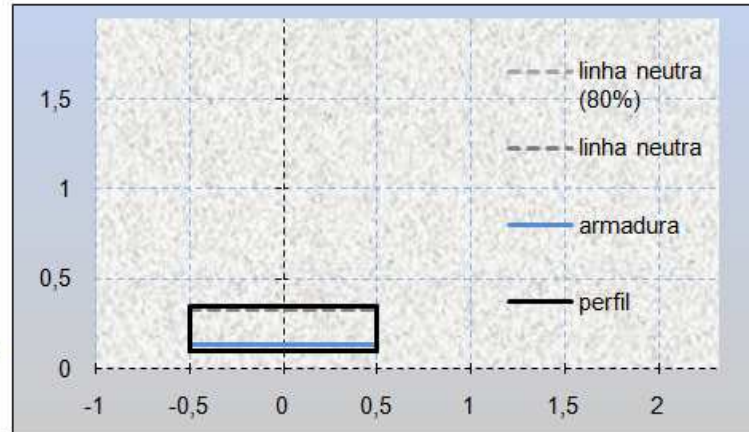 linha neutra
(80%)
linha neutra
armadura
perfil
1,5
1
0,5
0
-1 -0,5 0 0,5 1 1,5 2